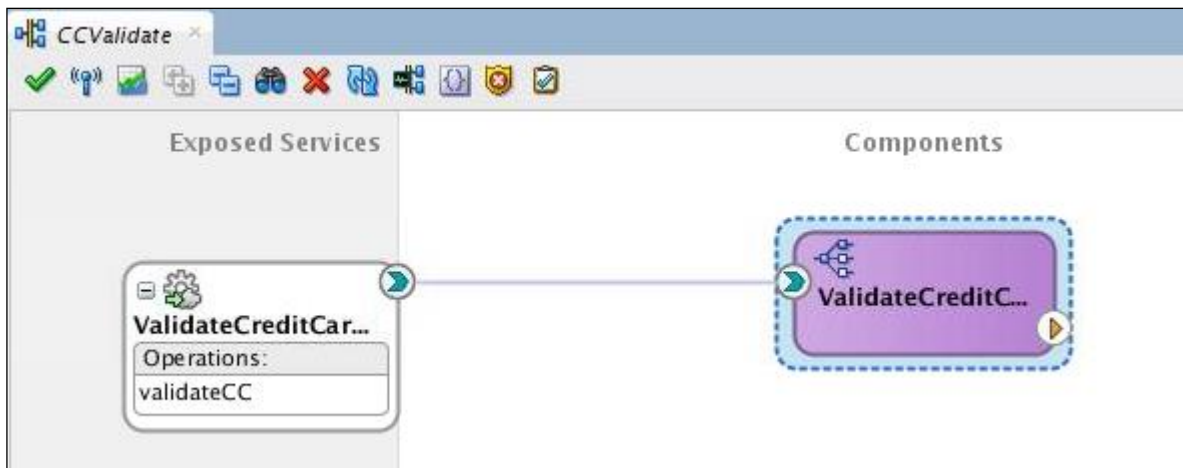 CCValidate
Exposed Services
Components
ValidateCreditCar...
Operations:
validateCC
ValidateCreditC...